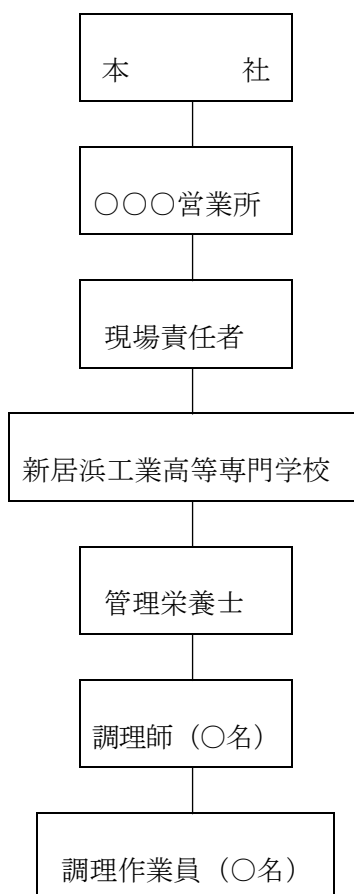 本　　　　社
○○○営業所
現場責任者
新居浜工業高等専門学校
管理栄養士
調理師（○名）
調理作業員（○名）